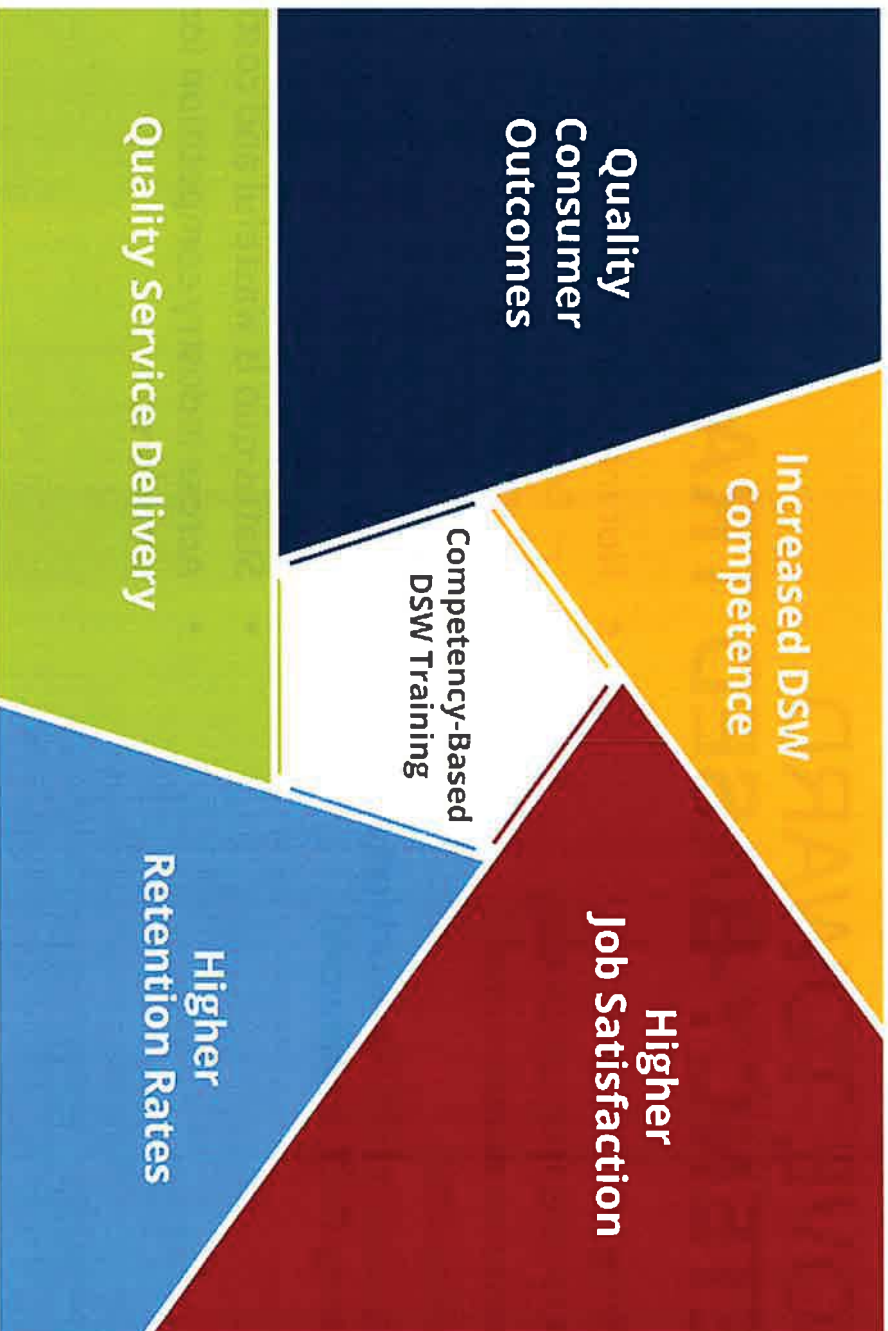 Increased DSW
Competence
Higher
Job Satisfaction
Higher
Retention Rates
Quality Service Delivery
Quality
Consumer
Outcomes
Competency-Based
DSW Training